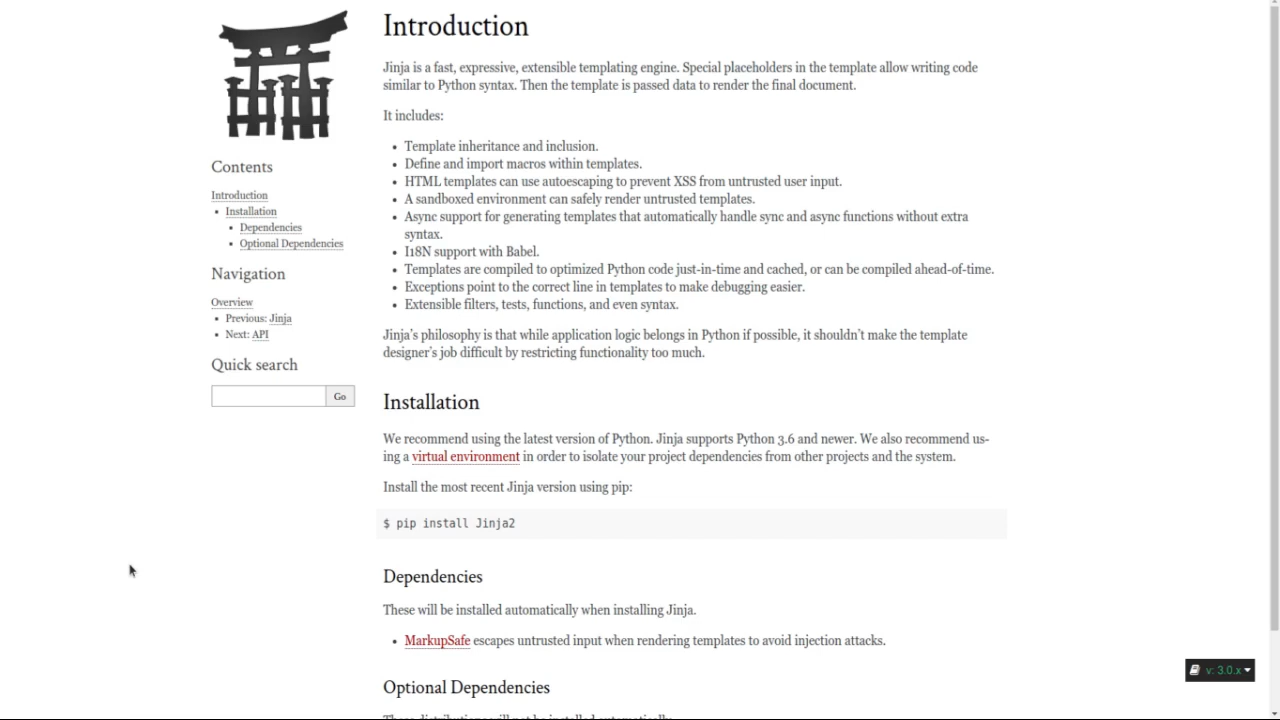 Contents
Introduction
Installation
Dependencies
Optional Dependencies
Navigation
Overview
Previous: Jinja
Next: API
Quick search
Go
Introduction
Jinja is a fast, expressive, extensible templating engine. Special placeholders in the template allow writing code
similar to Python syntax. Then the template is passed data to render the final document.
It includes:
Template inheritance and inclusion.
Define and import macros within templates.
HTML templates can use autoescaping to prevent XSS from untrusted user input.
A sandboxed environment can safely render untrusted templates.
Async support for generating templates that automatically handle sync and async functions without extra
syntax.
I18N support with Babel.
Templates are compiled to optimized Python code just-in-time and cached, or can be compiled ahead-of-time.
Exceptions point to the correct line in templates to make debugging easier.
Extensible filters, tests, functions, and even syntax.
Jinja’s philosophy is that while application logic belongs in Python if possible, it shouldn’t make the template
designer’s job difficult by restricting functionality too much.
Installation
We recommend using the latest version of Python. Jinja supports Python 3.6 and newer. We also recommend us-
ing a virtual environment in order to isolate your project dependencies from other projects and the system.
Install the most recent Jinja version using pip:
$ pip install Jinja2
Dependencies
These will be installed automatically when installing Jinja.
MarkupSafe escapes untrusted input when rendering templates to avoid injection attacks.
Optional Dependencies
These distributions will not be installed automatically.
v: 3.0.x